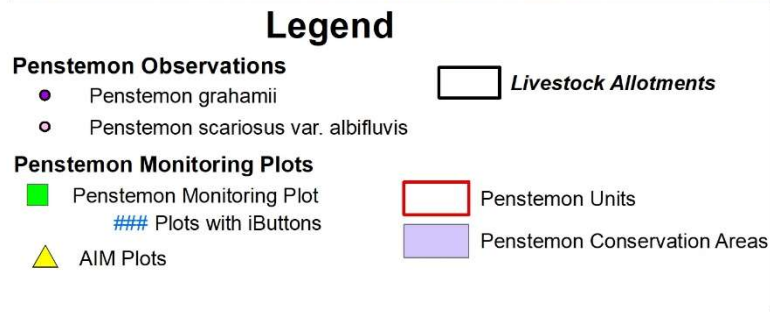 Legend
Penstemon Observations
Penstemon grahamii
Penstemon scariosus var. albifluvis
Livestock Allotments
Penstemon Monitoring Plots
Penstemon Monitoring Plot
### Plots with iButtons
AIM Plots
Penstemon Units
Penstemon Conservation Areas